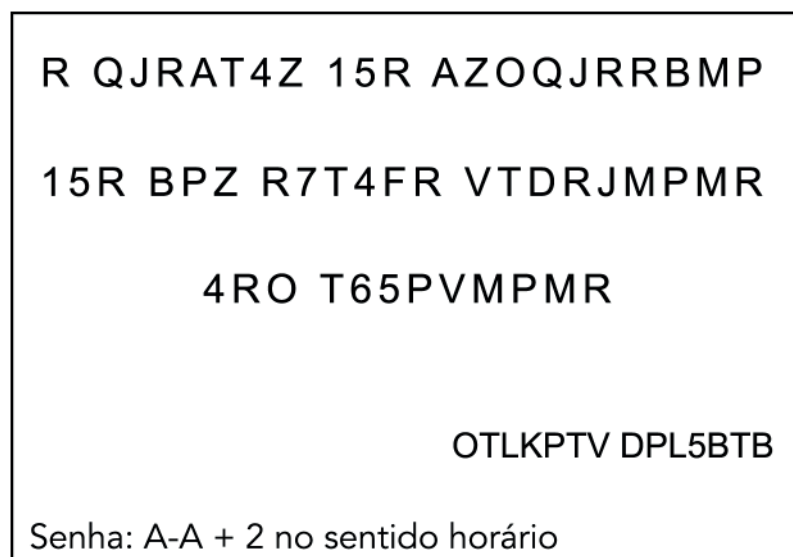 R QJRAT4Z 15R AZOQJRRBMP
15R BPZ R7T4FR VTDRJMPMR
4RO T65PVMPMR
OTLKPTV DPL5BTB
Senha: A-A + 2 no sentido horário